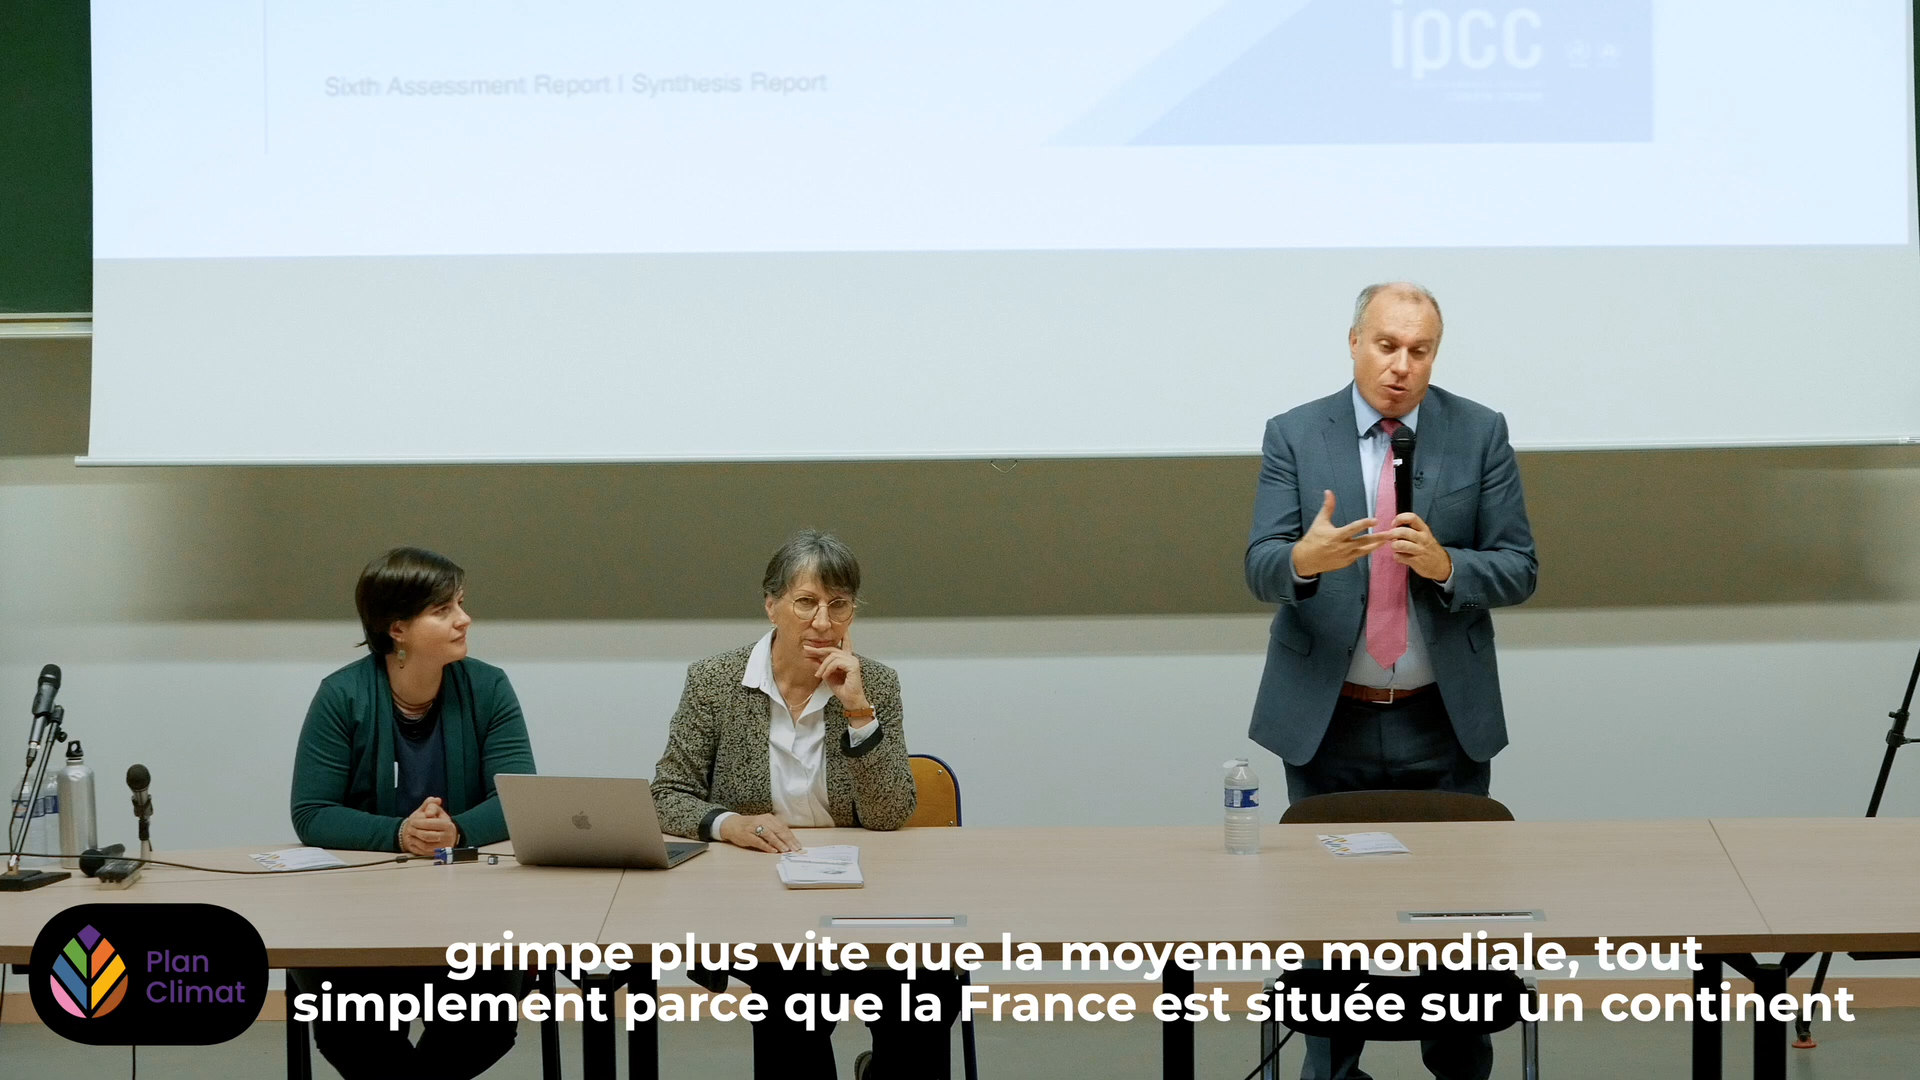 ipcc
Sixth Assessment Report | Synthesis Report
Plan
Climat
grimpe plus vite que la moyenne mondiale, tout
simplement parce que la France est située sur un continent